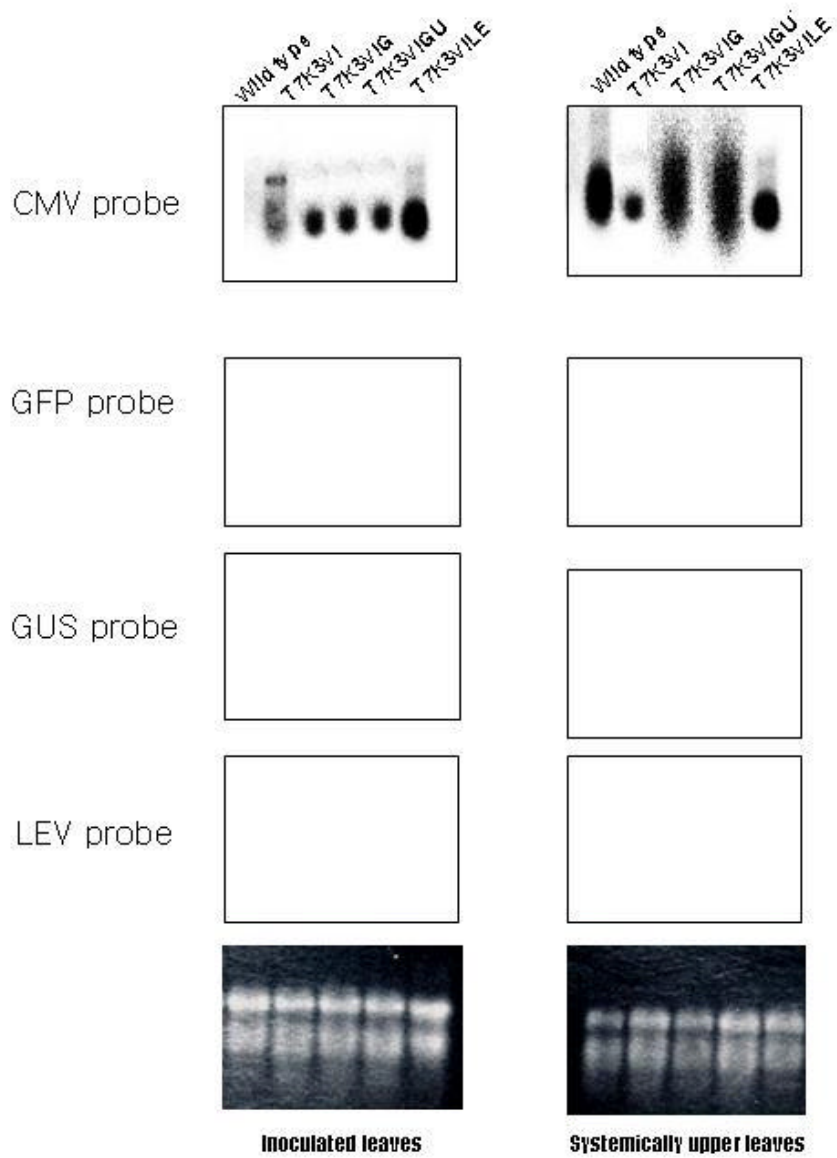 Wild type T7K3VI T7K3VIG T7K3VIGU T7K3VILE
Wild type T7K3VI T7K3VIG T7K3VIGU T7K3VILE
CMV probe
GFP probe
GUS probe
LEV probe
Inoculated leaves
Systemically upper leaves